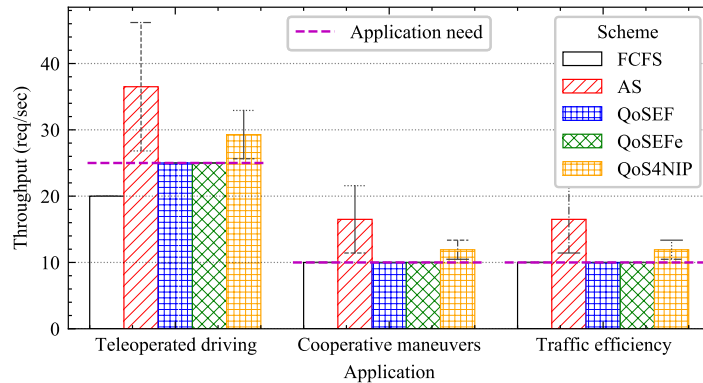 Application need
Scheme
FCFS
AS
QoSEF
QoSEFe
QoS4NIP
Throughput (req/sec)
40
30
20
10
0
Teleoperated driving
Cooperative maneuvers
Traffic efficiency
Application